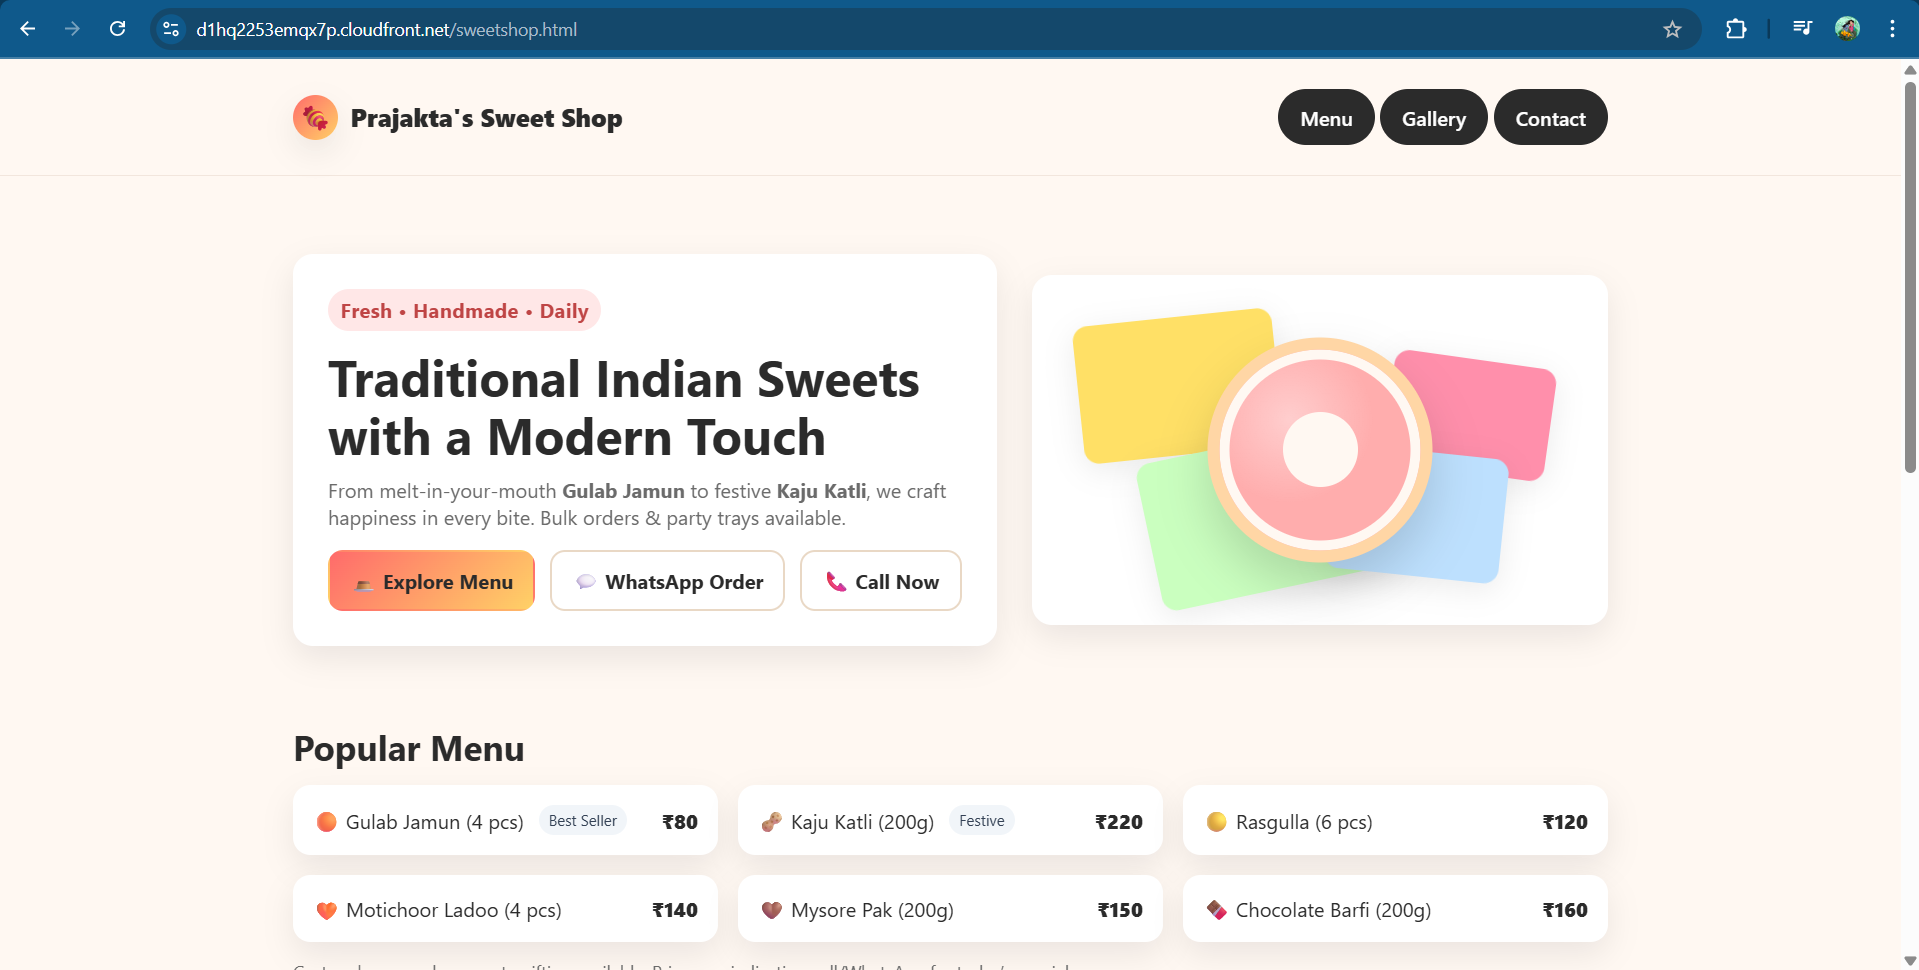 d1hq2253emqx7p.cloudfront.net/sweetshop.html
Prajakta's Sweet Shop
Menu
Gallery
Contact
Fresh • Handmade • Daily
Traditional Indian Sweets
with a Modern Touch
From melt-in-your-mouth Gulab Jamun to festive Kaju Katli, we craft
happiness in every bite. Bulk orders & party trays available.
Explore Menu
WhatsApp Order
Call Now
Popular Menu
Gulab Jamun (4 pcs) Best Seller ₹80
Kaju Katli (200g) Festive ₹220
Rasgulla (6 pcs) ₹120
Motichoor Ladoo (4 pcs) ₹140
Mysore Pak (200g) ₹150
Chocolate Barfi (200g) ₹160